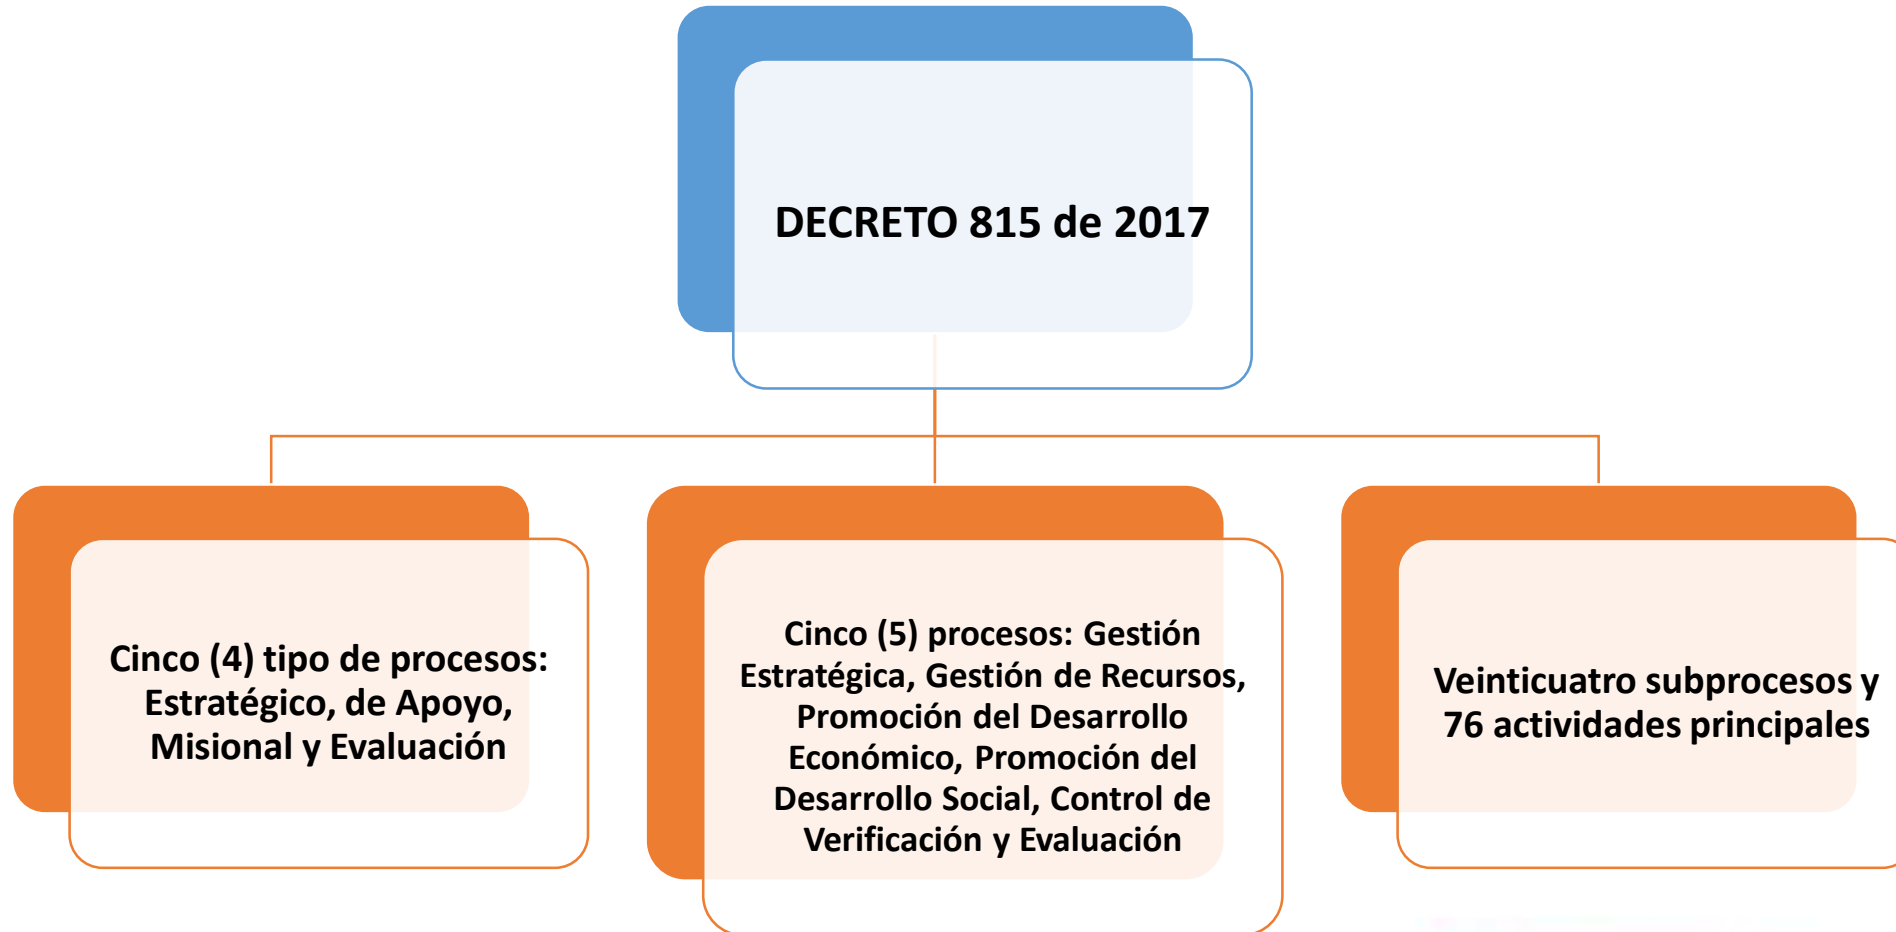 DECRETO 815 de 2017
Cinco (4) tipo de procesos:
Estratégico, de Apoyo,
Misional y Evaluación
Cinco (5) procesos: Gestión
Estratégica, Gestión de Recursos,
Promoción del Desarrollo
Económico, Promoción del
Desarrollo Social, Control de
Verificación y Evaluación
Veinticuatro subprocesos y
76 actividades principales